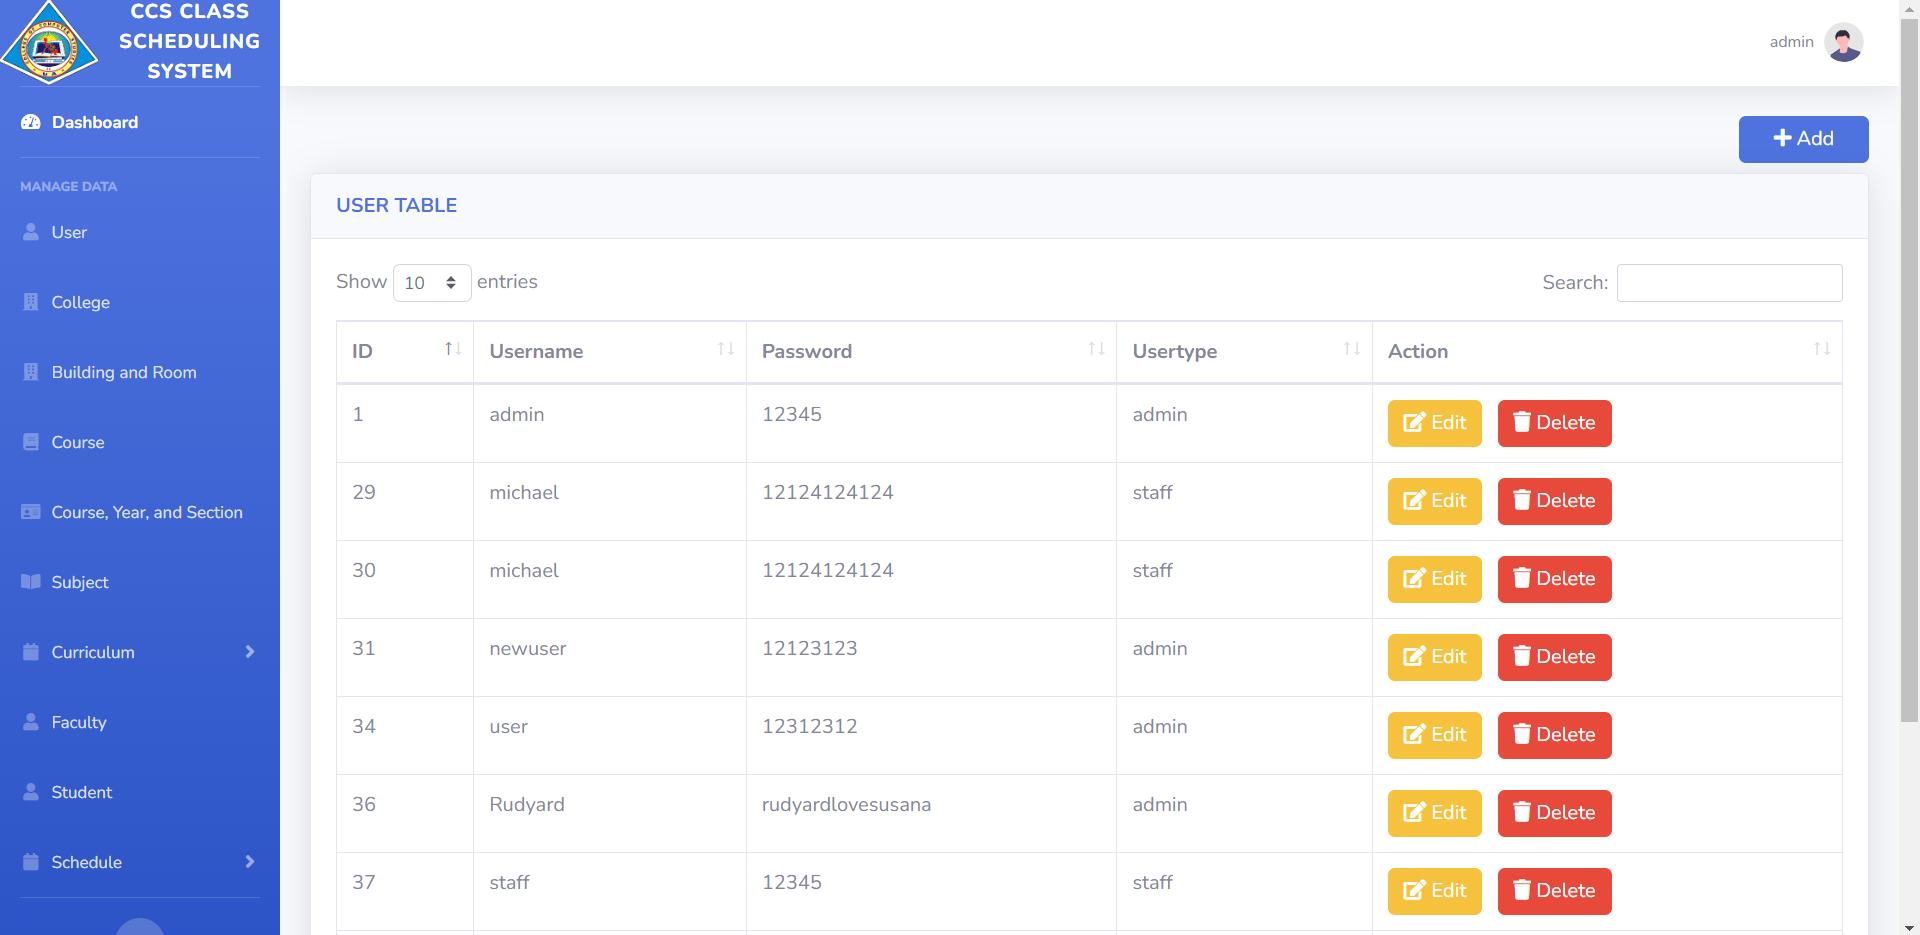 CCS CLASS
SCHEDULING
SYSTEM
admin
Dashboard
Add
MANAGE DATA
USER TABLE
User
Show 10 entries
Search:
College
ID Username Password Usertype Action
Building and Room
1 admin 12345 admin Edit Delete
Course
29 michael 12124124124 staff Edit Delete
Course, Year, and Section
30 michael 12124124124 staff Edit Delete
Subject
31 newuser 12123123 admin Edit Delete
Curriculum
34 user 12312312 admin Edit Delete
Faculty
36 Rudyard rudyardlovesusana admin Edit Delete
Student
37 staff 12345 staff Edit Delete
Schedule